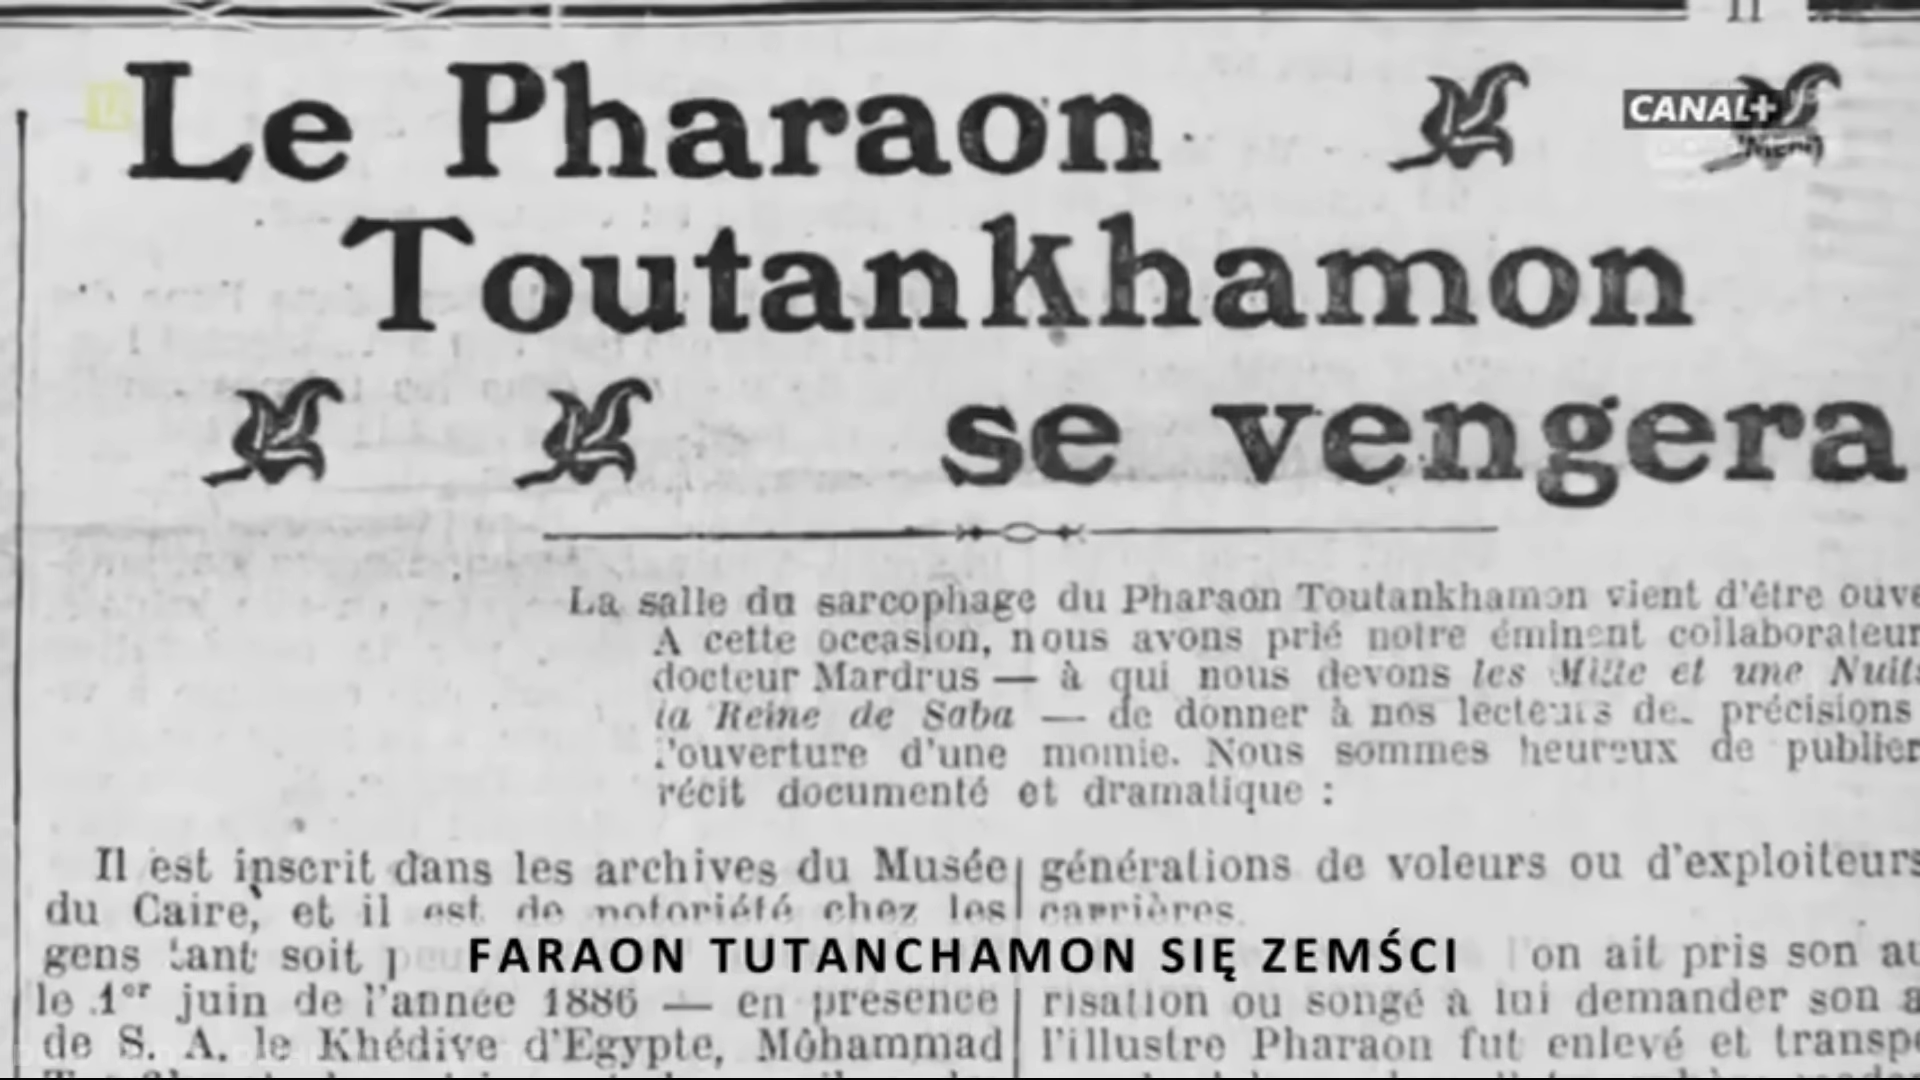 Le Pharaon
CANAL+
Toutankhamon
se vengera
La salle du sarcophage du Pharaon Toutankhamon vient d'être
A cette occasion, nous avons prié notre éminent collaborateur
docteur Mardrus — à qui nous devons les Mille et une Nuits
la Reine de Saba — de donner à nos lecteurs des précisions
l'ouverture d'une momie. Nous sommes heureux de publier
récit documenté et dramatique :
Il est inscrit dans les archives du Musée
du Caire, et il est de notoriété chez les
gens tant soit peu
le 1er juin de l'année 1886 — en présence
de S. A. le Khédive d'Egypte, Môhammad
générations de voleurs ou d'exploiteurs
carrières.
l'on ait pris son
risation ou songé à lui demander son
l'illustre Pharaon fut enlevé et
FARAON TUTANCHAMON SIĘ ZEMŚCI